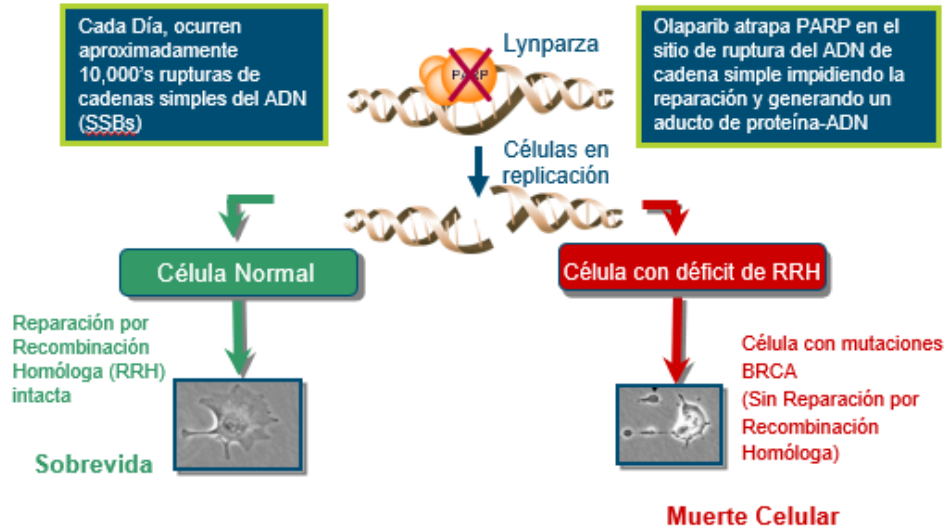 Cada Día, ocurren
aproximadamente
10,000's rupturas de
cadenas simples del ADN
(SSBs)
Lynparza
PARP
Olaparib atrapa PARP en el
sitio de ruptura del ADN de
cadena simple impidiendo la
reparación y generando un
aducto de proteína-ADN
Células en
replicación
Célula Normal
Célula con déficit de RRH
Reparación por
Recombinación
Homóloga (RRH)
intacta
Célula con mutaciones
BRCA
(Sin Reparación por
Recombinación
Homóloga)
Sobrevida
Muerte Celular